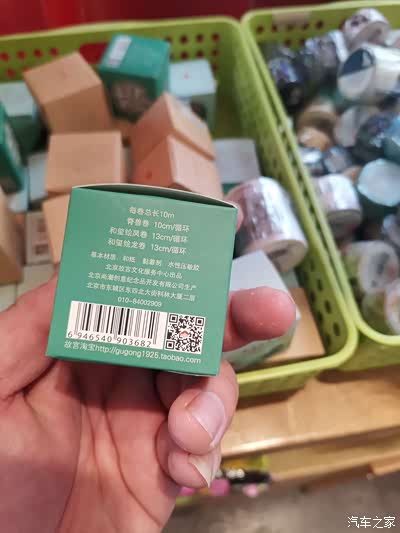 每卷总长10m
脊兽卷 10cm/循环
和玺绘凤卷 13cm/循环
和玺绘龙卷 13cm/循环
基本材质 和纸 黏着剂 水性压敏胶
北京故宫文化服务中心出品
北京尚潮创意纪念品开发有限公司生产
北京市东城区东四北大街科林大厦二层
010-84002909
6 946540 903682
故宫淘宝http://gugong1925.taobao.com
汽车之家